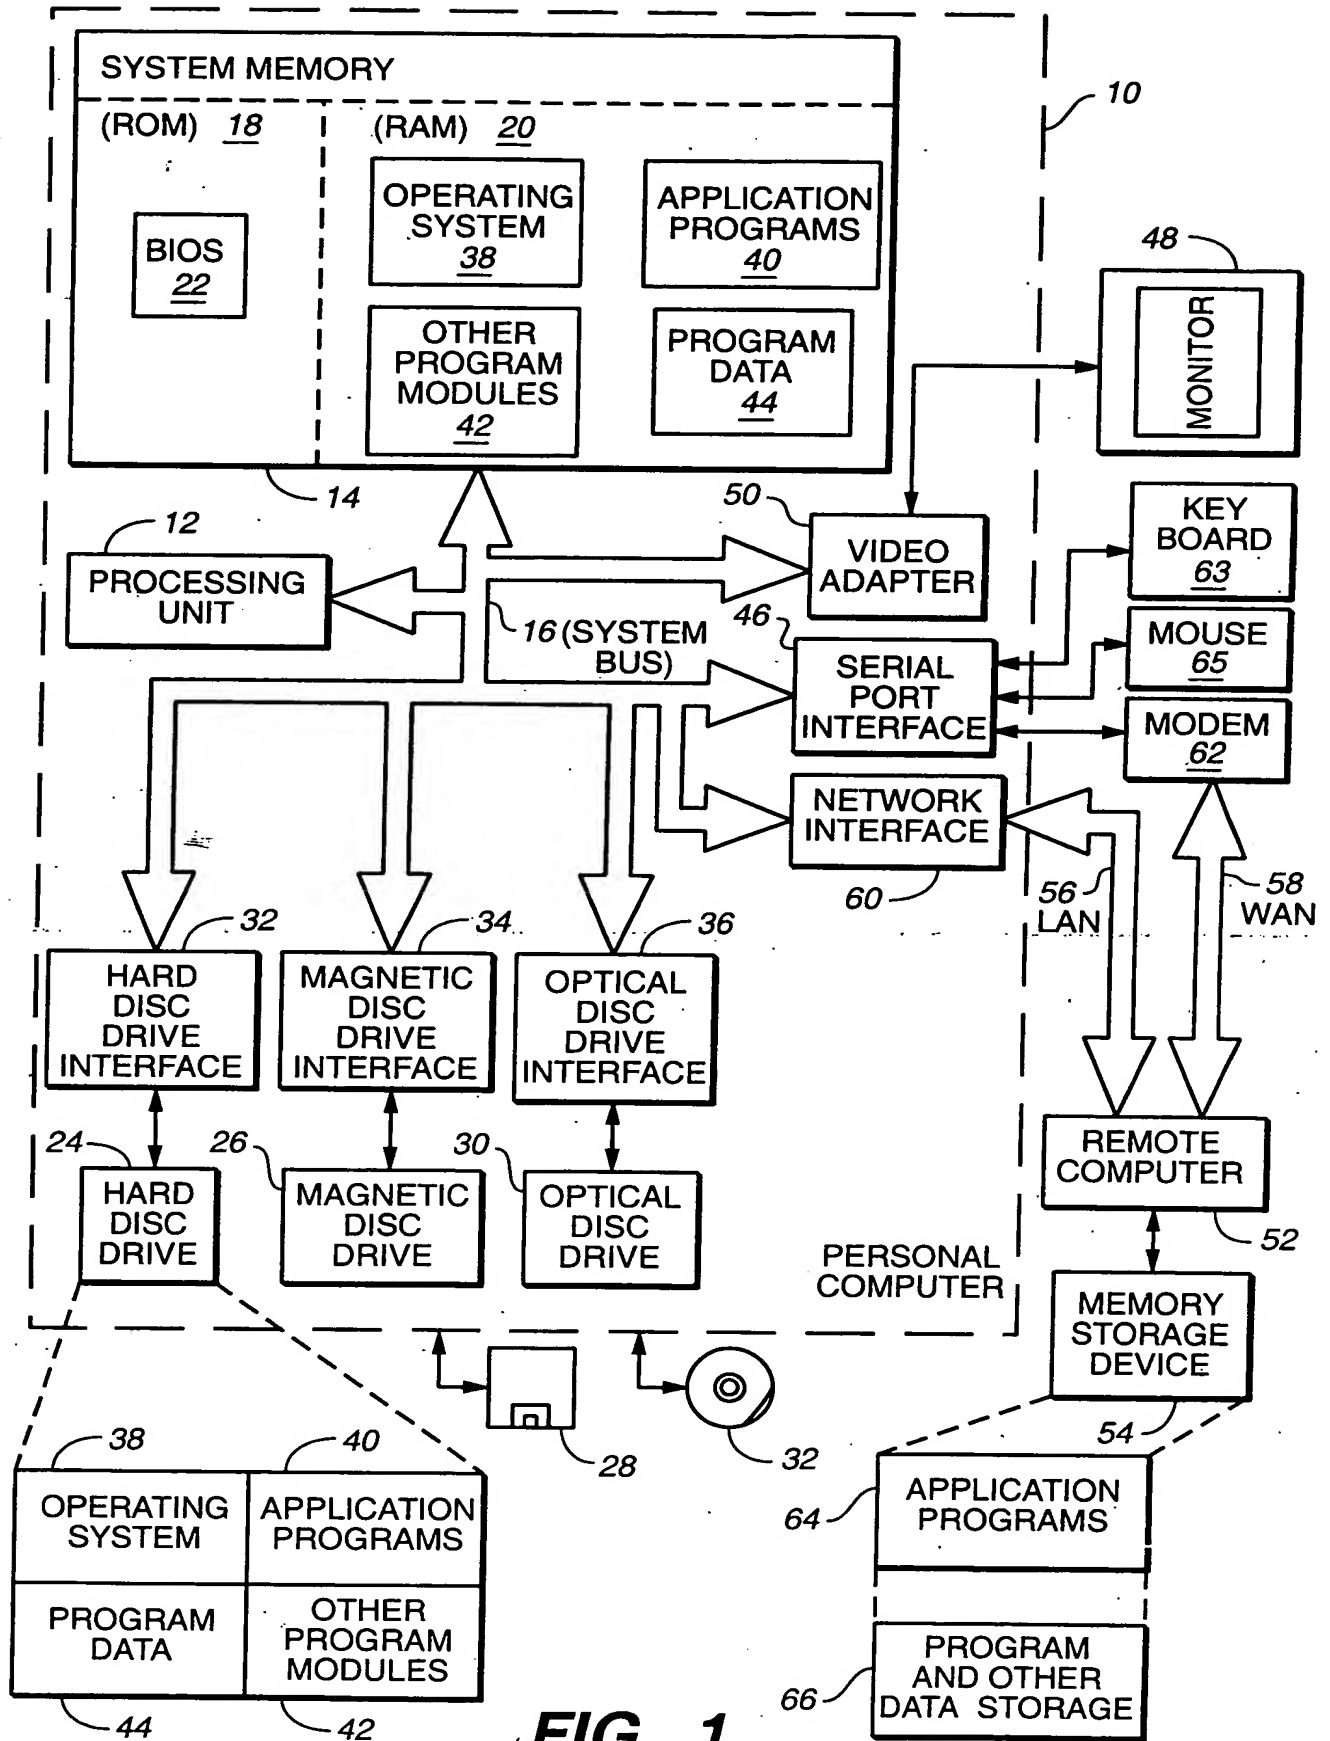 SYSTEM MEMORY
(ROM) 18
(RAM) 20
BIOS
22
OPERATING
SYSTEM
38
APPLICATION
PROGRAMS
40
OTHER
PROGRAM
MODULES
42
PROGRAM
DATA
44
10
48
MONITOR
14
12
PROCESSING
UNIT
16 (SYSTEM
BUS)
50
VIDEO
ADAPTER
46
SERIAL
PORT
INTERFACE
KEY
BOARD
63
MOUSE
65
MODEM
62
NETWORK
INTERFACE
60
56
LAN
58
WAN
32
HARD
DISC
DRIVE
INTERFACE
34
MAGNETIC
DISC
DRIVE
INTERFACE
36
OPTICAL
DISC
DRIVE
INTERFACE
24
HARD
DISC
DRIVE
26
MAGNETIC
DISC
DRIVE
30
OPTICAL
DISC
DRIVE
PERSONAL
COMPUTER
REMOTE
COMPUTER
52
MEMORY
STORAGE
DEVICE
54
28
32
38
40
OPERATING
SYSTEM
APPLICATION
PROGRAMS
PROGRAM
DATA
OTHER
PROGRAM
MODULES
44
42
64
APPLICATION
PROGRAMS
66
PROGRAM
AND OTHER
DATA STORAGE
FIG. 1